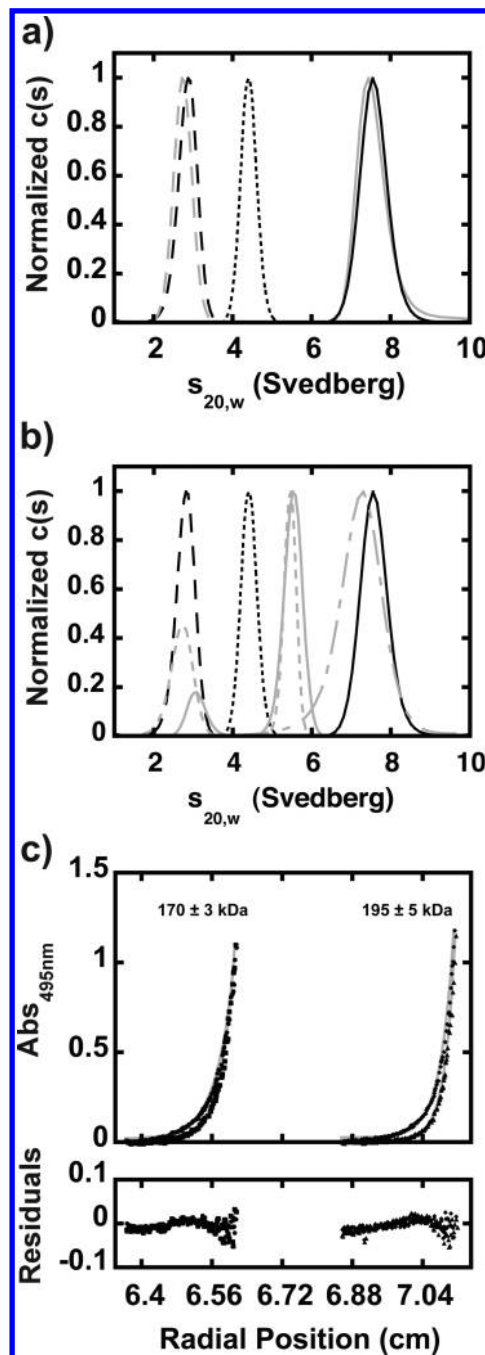 a)
Normalized c(s)
1
0.8
0.6
0.4
0.2
0
2 4 6 8 10
s20,w (Svedberg)
b)
Normalized c(s)
1
0.8
0.6
0.4
0.2
0
2 4 6 8 10
s20,w (Svedberg)
c)
Abs495nm
1.5
1
0.5
0
170 ± 3 kDa 195 ± 5 kDa
Residuals
0.1
0
-0.1
6.4 6.56 6.72 6.88 7.04
Radial Position (cm)